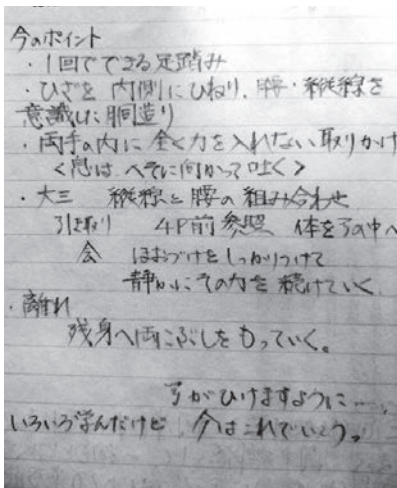 今のポイント
・1回でできる足踏み
・ひざを 内側にひねり、腰・縦線を
意識した胴造り
・両手の内に 全く力を入れない 取りかけ
<息は へそに向かって吐く>
・大三 縦線と腰の組み合わせ
引き取り 4P前参照 体を弓の中へ
会 ほおづけをしっかりつけて
静かにその力を 続けていく
・離れ
残身へ両こぶしをもっていく。
弓がひけますように…。
いろいろ学んだけど 今はこれでいこうっ